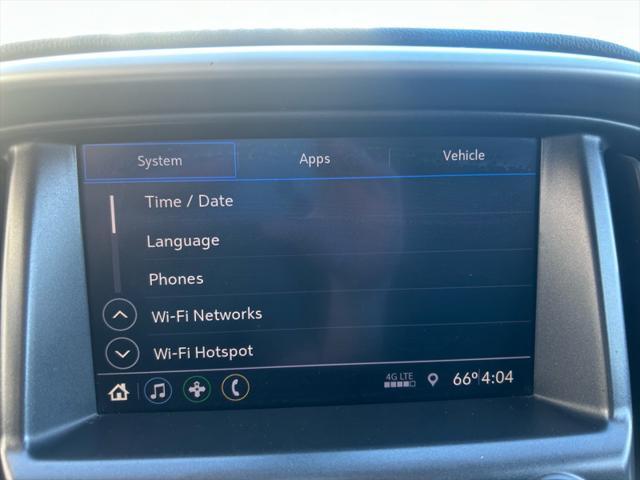 System Apps Vehicle
Time / Date
Language
Phones
Wi-Fi Networks
Wi-Fi Hotspot
4G LTE
66° 4:04